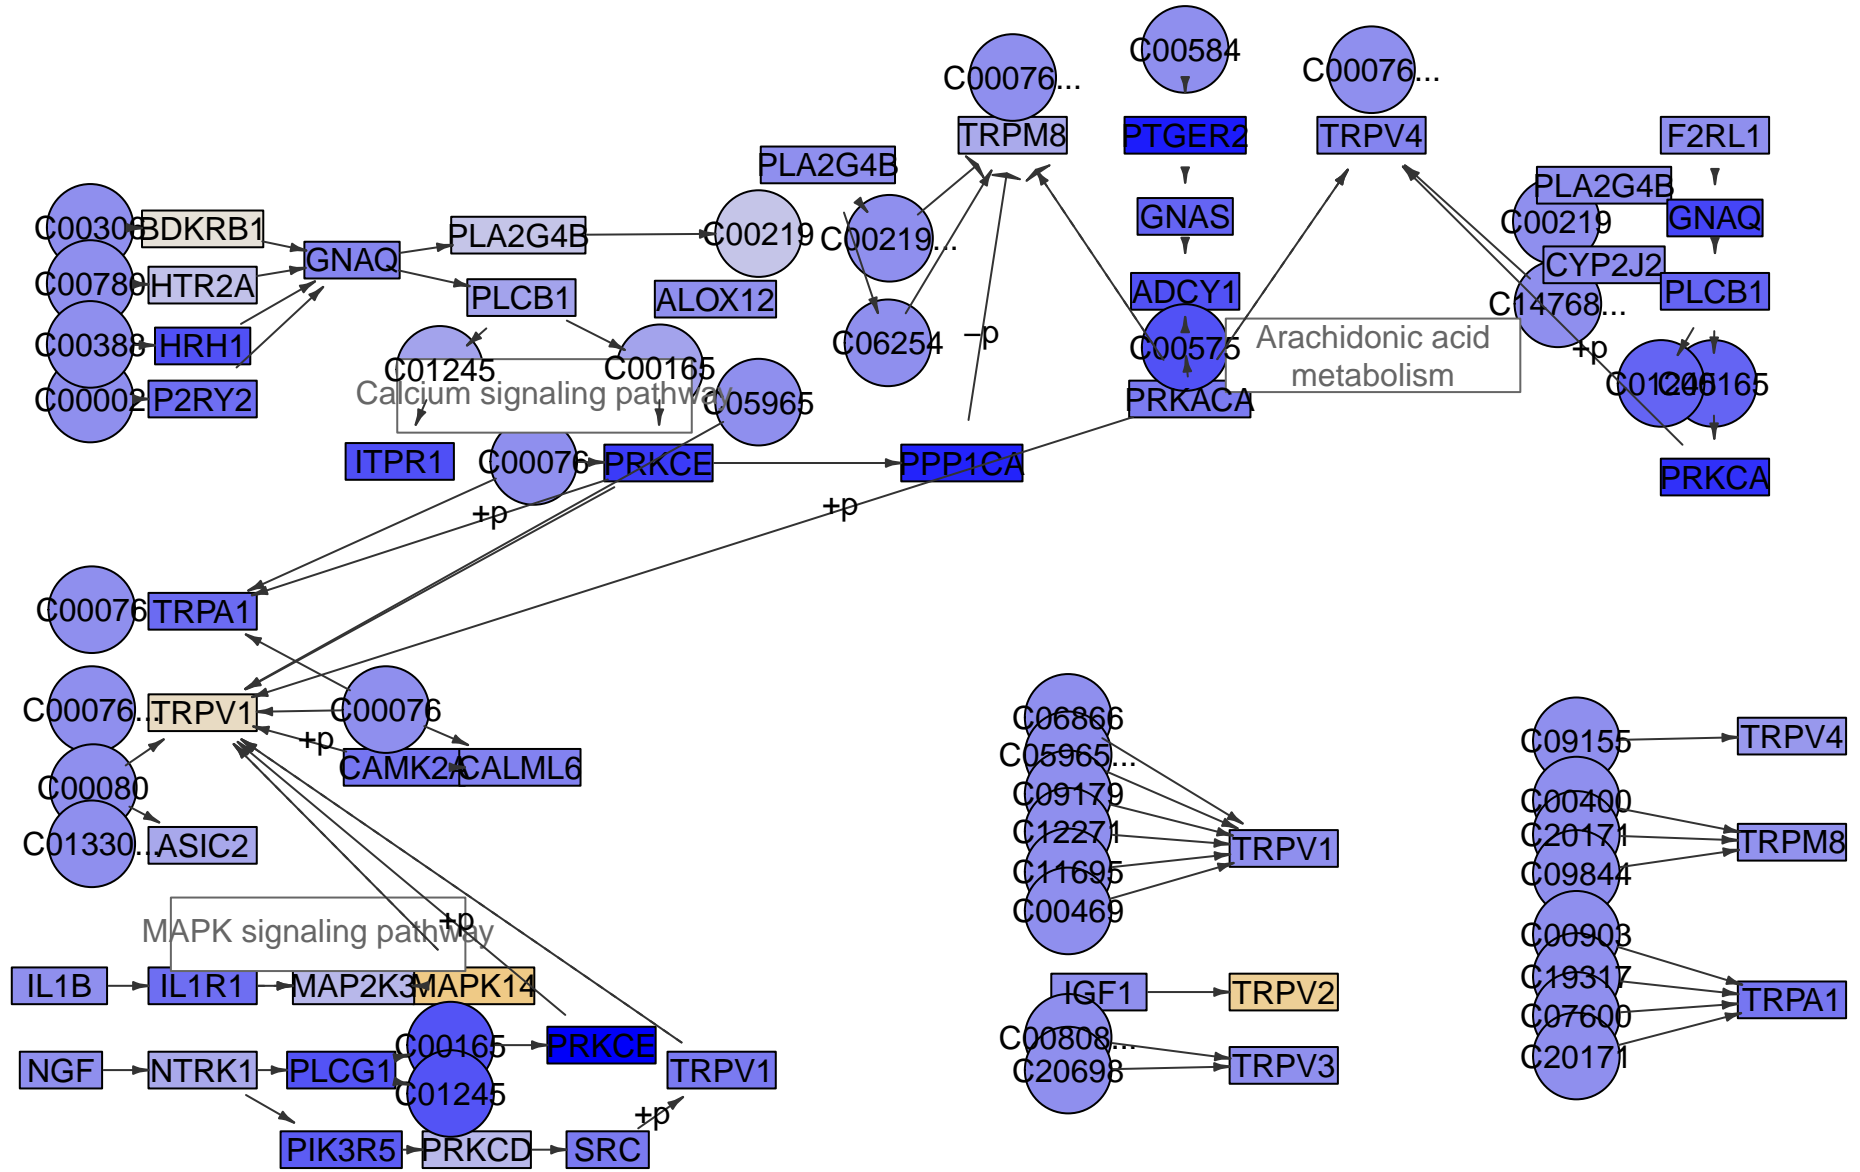 C00584
C00076...
C00076...
TRPM8
PTGER2
TRPV4
F2RL1
PLA2G4B
PLA2G4B
C00219
GNAS
GNAQ
BDKRB1
PLA2G4B
C00219
C00219...
GNAQ
CYP2J2
C00780
HTR2A
PLCB1
ALOX12
ADCY1
PLCB1
C14768...
C00388
HRH1
C06254
-p
C00575
Arachidonic acid
metabolism
+p
C01245
C00165
Calcium signaling pathway
C00002
P2RY2
C05965
PRKACA
C01245
C00165
ITPR1
C00076
PRKCE
PPP1CA
PRKCA
+p
+p
C00076
TRPA1
C00076...
TRPV1
C00076
+p
CAMK2A
CALML6
C00080
C01330...
ASIC2
C06866
C05965...
C09179
C12271
C11695
C00469
TRPV1
C09155
TRPV4
C00400
C20171
C09844
TRPM8
C00903
C19317
C07600
C20171
TRPA1
MAPK signaling pathway
+p
IL1B
IL1R1
MAP2K3
MAPK14
IGF1
TRPV2
C00808...
C20698
TRPV3
C00165
PRKCE
NGF
NTRK1
PLCG1
C01245
TRPV1
+p
PIK3R5
PRKCD
SRC